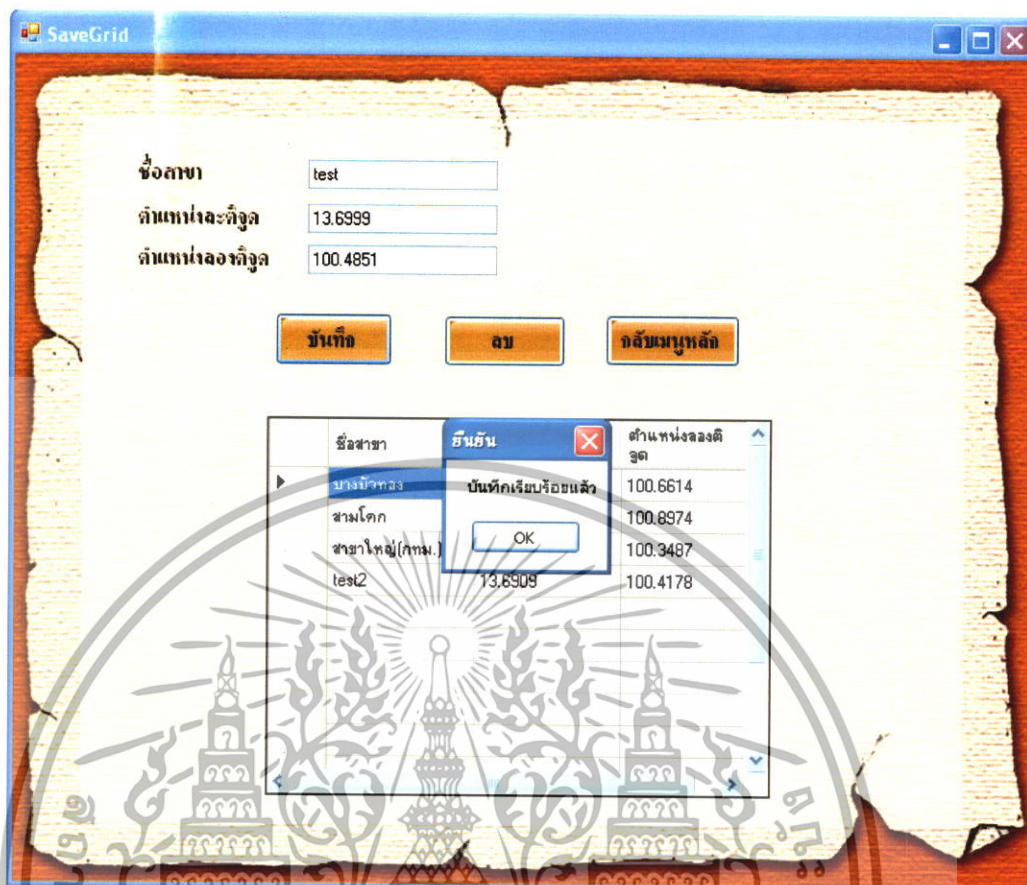 SaveGrid
ชื่อสาขา test
ตำแหน่งละติจูด 13.6999
ตำแหน่งลองติจูด 100.4851
บันทึก ลบ กลับเมนูหลัก
ชื่อสาขา ตำแหน่งลองติ
จูด
ยืนยัน
บันทึกเรียบร้อยแล้ว
OK
บางบัวทอง 100.6614
สามโคก 100.8974
สาขาใหญ่(กทม.) 100.3487
test2 13.6909 100.4178